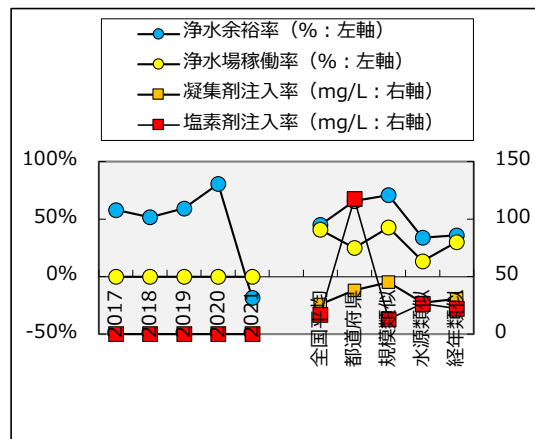 浄水余裕率（%：左軸）
浄水場稼働率（%：左軸）
凝集剤注入率（mg/L：右軸）
塩素剤注入率（mg/L：右軸）
100%
50%
0%
-50%
150
100
50
0
2017
2018
2019
2020
2021
全国平均
都道府県
規模類似
水源類似
経年類似